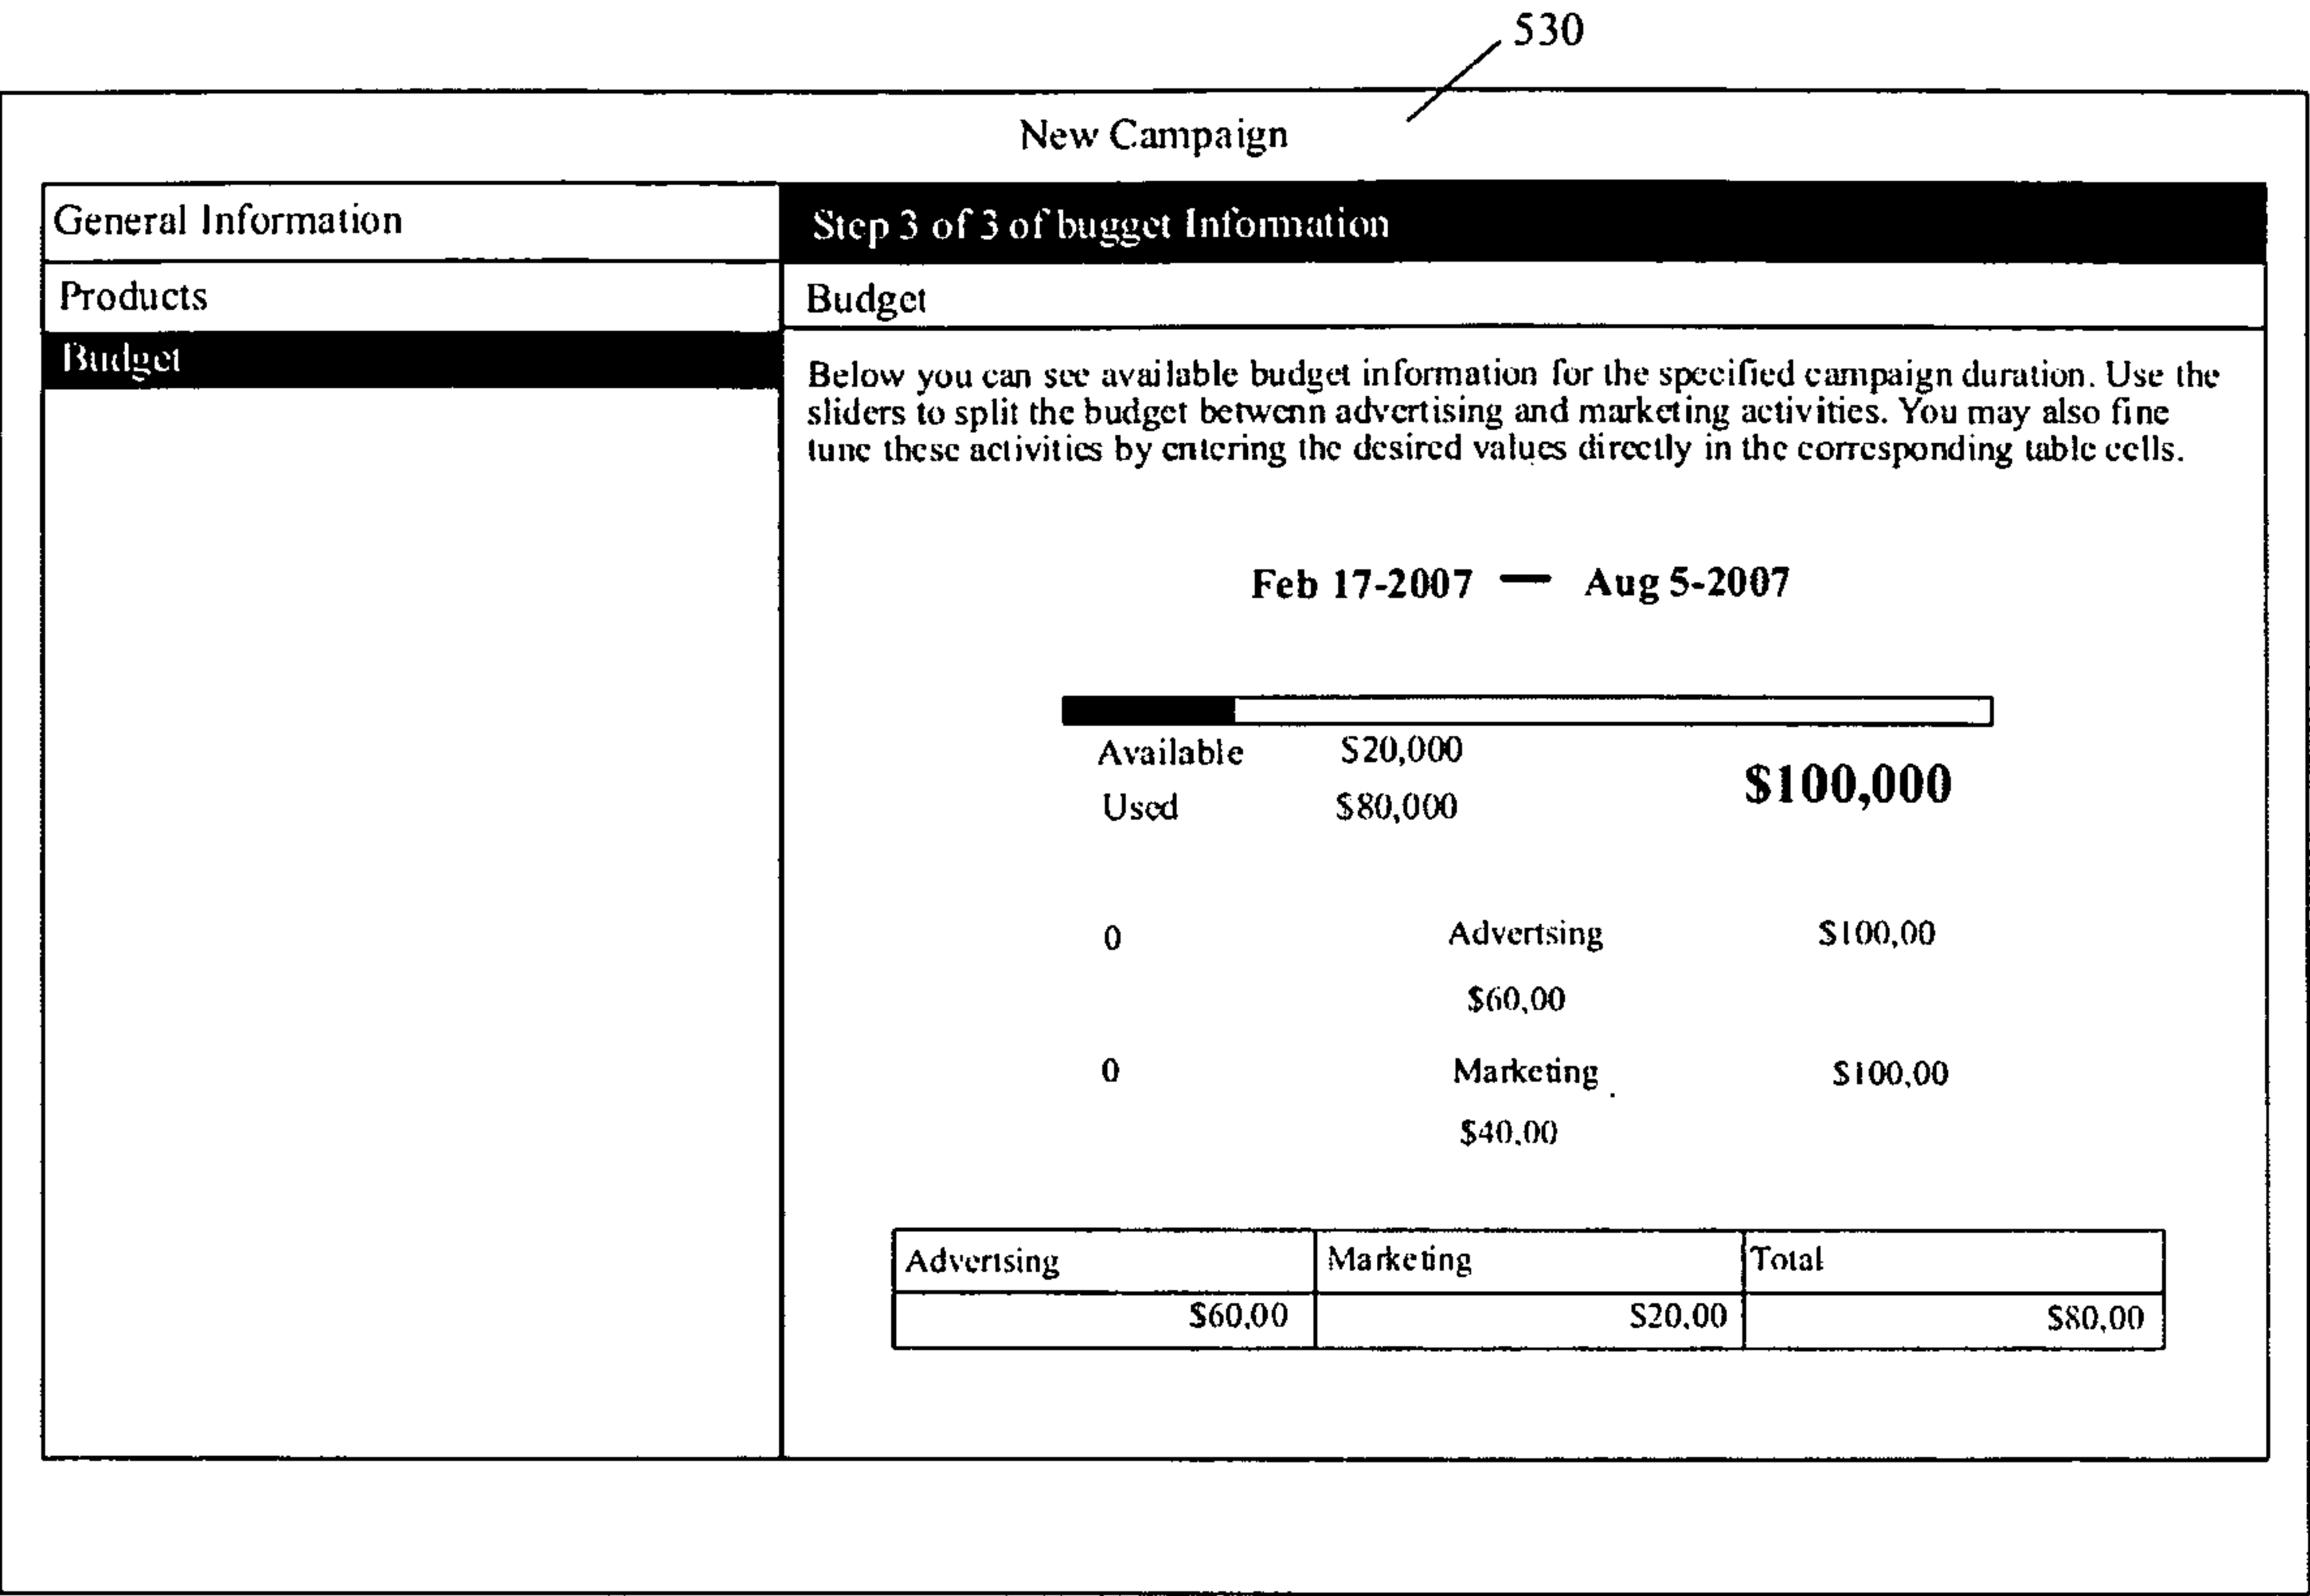 530
New Campaign
General Information
Step 3 of 3 of bugget Information
Products
Budget
Budget
Below you can see available budget information for the specified campaign duration. Use the
sliders to split the budget betwenn advertising and marketing activities. You may also fine
tune these activities by entering the desired values directly in the corresponding table cells.
Feb 17-2007 — Aug 5-2007
Available $20,000
$100,000
Used $80,000
0 Advertsing $100,00
$60,00
0 Marketing $100,00
$40,00
Advertsing Marketing Total
$60,00 $20,00 $80,00